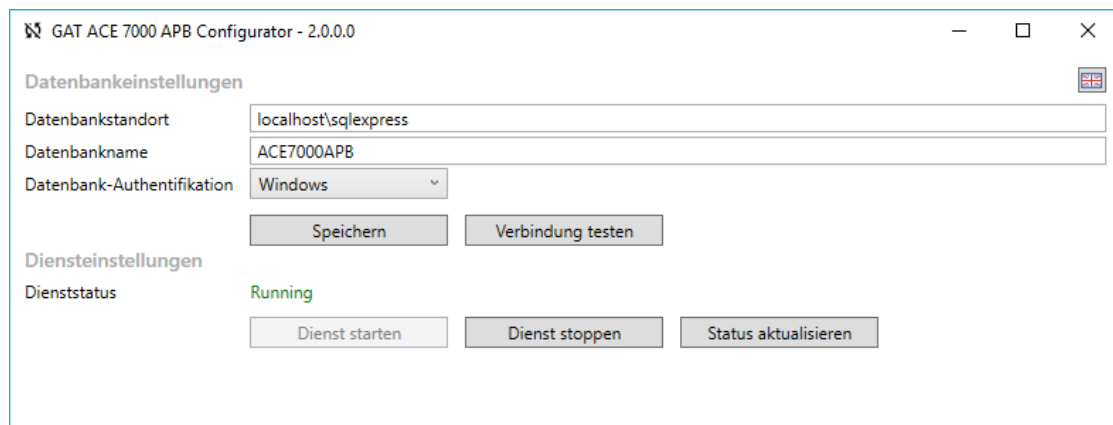 GAT ACE 7000 APB Configurator - 2.0.0.0
Datenbankeinstellungen
Datenbankstandort localhost\sqlexpress
Datenbankname ACE7000APB
Datenbank-Authentifikation Windows
Speichern Verbindung testen
Diensteinstellungen
Dienststatus Running
Dienst starten Dienst stoppen Status aktualisieren